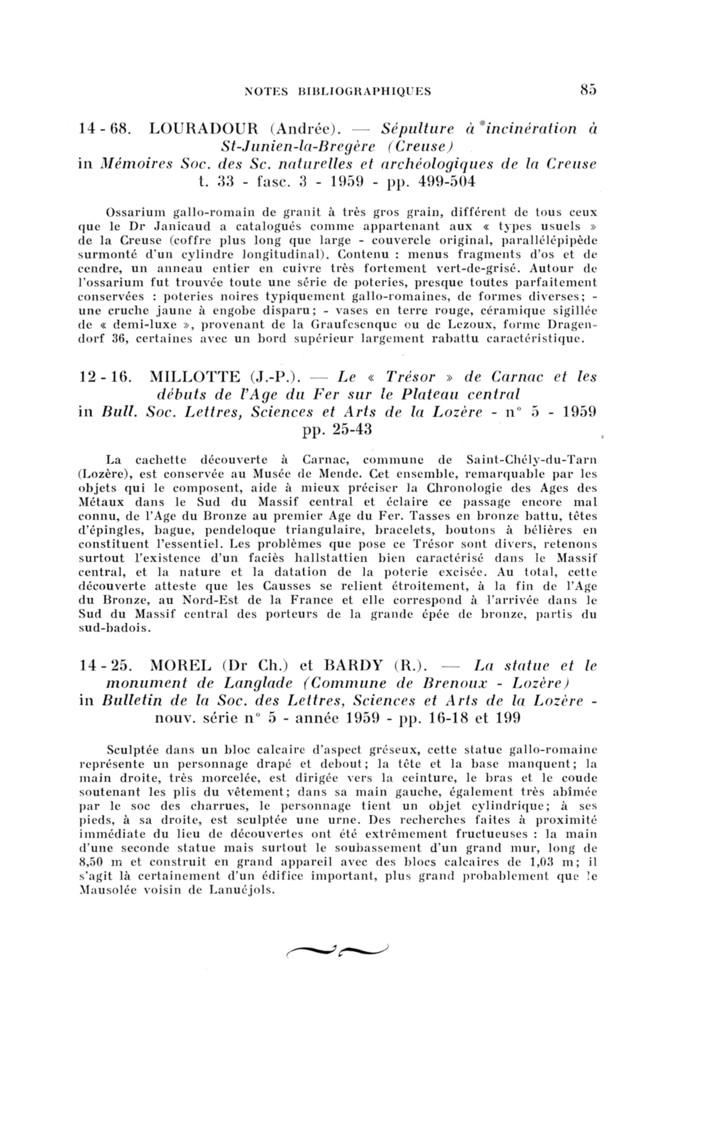 NOTES BIBLIOGRAPHIQUES 85
14 - 68. LOURADOUR (Andrée). — Sépulture à incinération à
St-Junien-la-Bregère (Creuse)
in Mémoires Soc. des Sc. naturelles et archéologiques de la Creuse
t. 33 - fasc. 3 - 1959 - pp. 499-504
Ossarium gallo-romain de granit à très gros grain, différent de tous ceux
que le Dr Janicaud a catalogués comme appartenant aux « types usuels »
de la Creuse (coffre plus long que large - couvercle original, parallélépipède
surmonté d'un cylindre longitudinal). Contenu : menus fragments d'os et de
cendre, un anneau entier en cuivre très fortement vert-de-grisé. Autour de
l'ossarium fut trouvée toute une série de poteries, presque toutes parfaitement
conservées : poteries noires typiquement gallo-romaines, de formes diverses; -
une cruche jaune à engobe disparu; - vases en terre rouge, céramique sigillée
de « demi-luxe », provenant de la Graufesenque ou de Lezoux, forme Dragen-
dorf 36, certaines avec un bord supérieur largement rabattu caractéristique.
12 - 16. MILLOTTE (J.-P.). — Le « Trésor » de Carnac et les
débuts de l'Age du Fer sur le Plateau central
in Bull. Soc. Lettres, Sciences et Arts de la Lozère - n° 5 - 1959
pp. 25-43
La cachette découverte à Carnac, commune de Saint-Chély-du-Tarn
(Lozère), est conservée au Musée de Mende. Cet ensemble, remarquable par les
objets qui le composent, aide à mieux préciser la Chronologie des Ages des
Métaux dans le Sud du Massif central et éclaire ce passage encore mal
connu, de l'Age du Bronze au premier Age du Fer. Tasses en bronze battu, têtes
d'épingles, bague, pendeloque triangulaire, bracelets, boutons à bélières en
constituent l'essentiel. Les problèmes que pose ce Trésor sont divers, retenons
surtout l'existence d'un faciès hallstattien bien caractérisé dans le Massif
central, et la nature et la datation de la poterie excisée. Au total, cette
découverte atteste que les Causses se relient étroitement, à la fin de l'Age
du Bronze, au Nord-Est de la France et elle correspond à l'arrivée dans le
Sud du Massif central des porteurs de la grande épée de bronze, partis du
sud-badois.
14 - 25. MOREL (Dr Ch.) et BARDY (R.). — La statue et le
monument de Langlade (Commune de Brenoux - Lozère)
in Bulletin de la Soc. des Lettres, Sciences et Arts de la Lozère -
nouv. série n° 5 - année 1959 - pp. 16-18 et 199
Sculptée dans un bloc calcaire d'aspect gréseux, cette statue gallo-romaine
représente un personnage drapé et debout; la tête et la base manquent; la
main droite, très morcelée, est dirigée vers la ceinture, le bras et le coude
soutenant les plis du vêtement; dans sa main gauche, également très abîmée
par le soc des charrues, le personnage tient un objet cylindrique; à ses
pieds, à sa droite, est sculptée une urne. Des recherches faites à proximité
immédiate du lieu de découvertes ont été extrêmement fructueuses : la main
d'une seconde statue mais surtout le soubassement d'un grand mur, long de
8,50 m et construit en grand appareil avec des blocs calcaires de 1,03 m; il
s'agit là certainement d'un édifice important, plus grand probablement que le
Mausolée voisin de Lanuéjols.